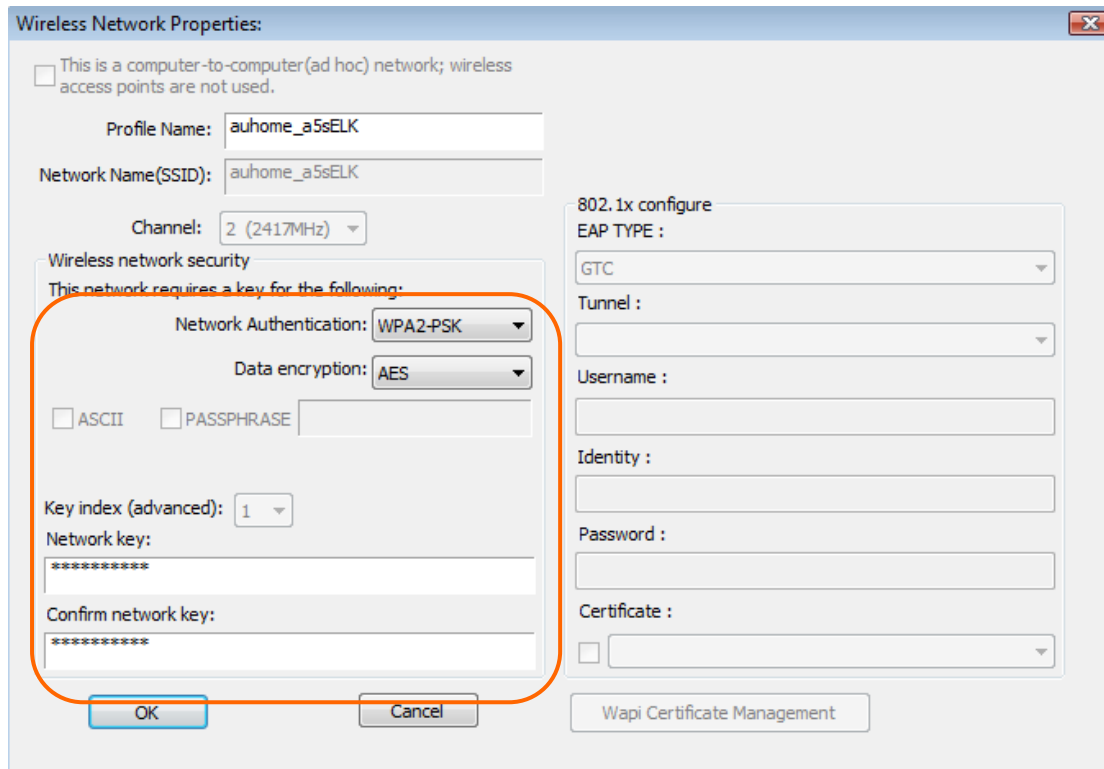 Wireless Network Properties:
This is a computer-to-computer(ad hoc) network; wireless
access points are not used.
Profile Name: auhome_a5sELK
Network Name(SSID): auhome_a5sELK
Channel: 2 (2417MHz)
Wireless network security
This network requires a key for the following:
Network Authentication: WPA2-PSK
Data encryption: AES
ASCII PASSPHRASE
Key index (advanced): 1
Network key:
**********
Confirm network key:
**********
OK Cancel
802.1x configure
EAP TYPE :
GTC
Tunnel :
Username :
Identity :
Password :
Certificate :
Wapi Certificate Management